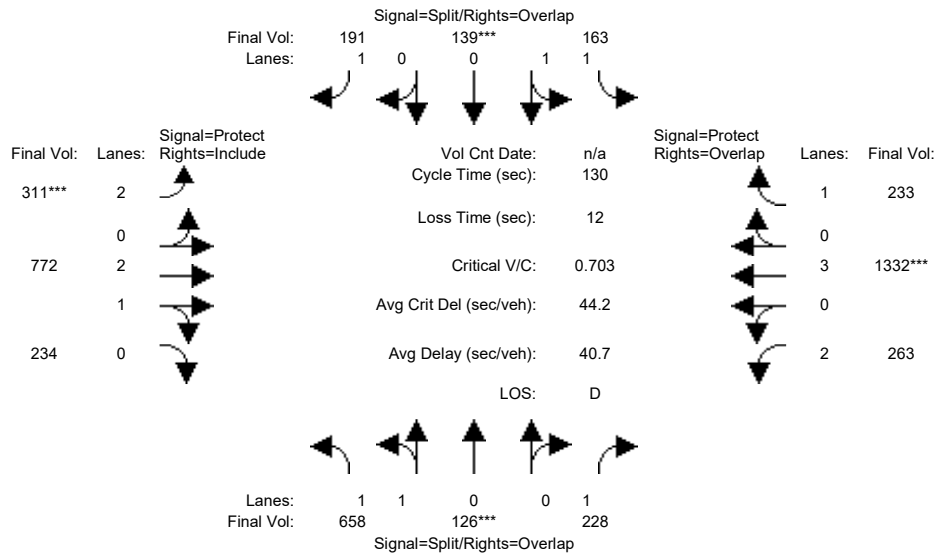 Signal=Split/Rights=Overlap
Final Vol: 191 139*** 163
Lanes: 1 0 0 1 1
Signal=Protect
Final Vol: Lanes: Rights=Include
Vol Cnt Date: n/a
Signal=Protect
Rights=Overlap Lanes: Final Vol:
Cycle Time (sec): 130
311*** 2
1 233
Loss Time (sec): 12
0
0
772 2
Critical V/C: 0.703
3 1332***
1
Avg Crit Del (sec/veh): 44.2
0
234 0
Avg Delay (sec/veh): 40.7
2 263
LOS: D
Lanes: 1 1 0 0 1
Final Vol: 658 126*** 228
Signal=Split/Rights=Overlap